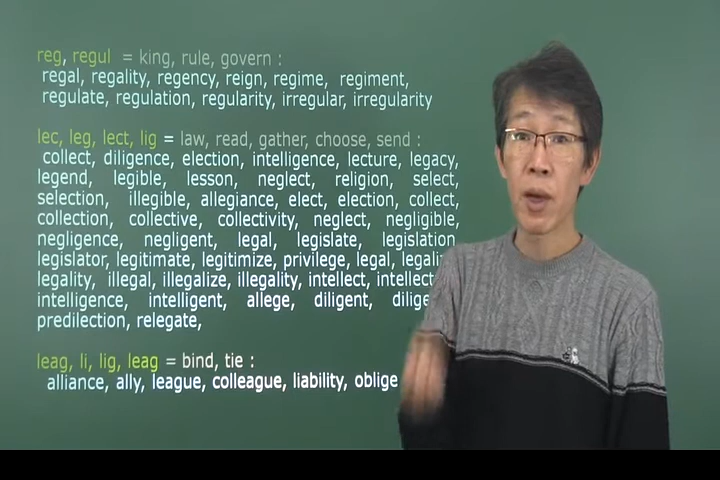 reg, regul = king, rule, govern :
regal, regality, regency, reign, regime, regiment,
regulate, regulation, regularity, irregular, irregularity
lec, leg, lect, lig = law, read, gather, choose, send :
collect, diligence, election, intelligence, lecture, legacy,
legend, legible, lesson, neglect, religion, select,
selection, illegible, allegiance, elect, election, collect,
collection, collective, collectivity, neglect, negligible,
negligence, negligent, legal, legislate, legislation
legislator, legitimate, legitimize, privilege, legal,
legality, illegal, illegalize, illegality, intellect,
intelligence, intelligent, allege, diligent,
predilection, relegate,
leag, li, lig, leag = bind, tie :
alliance, ally, league, colleague, liability, oblige